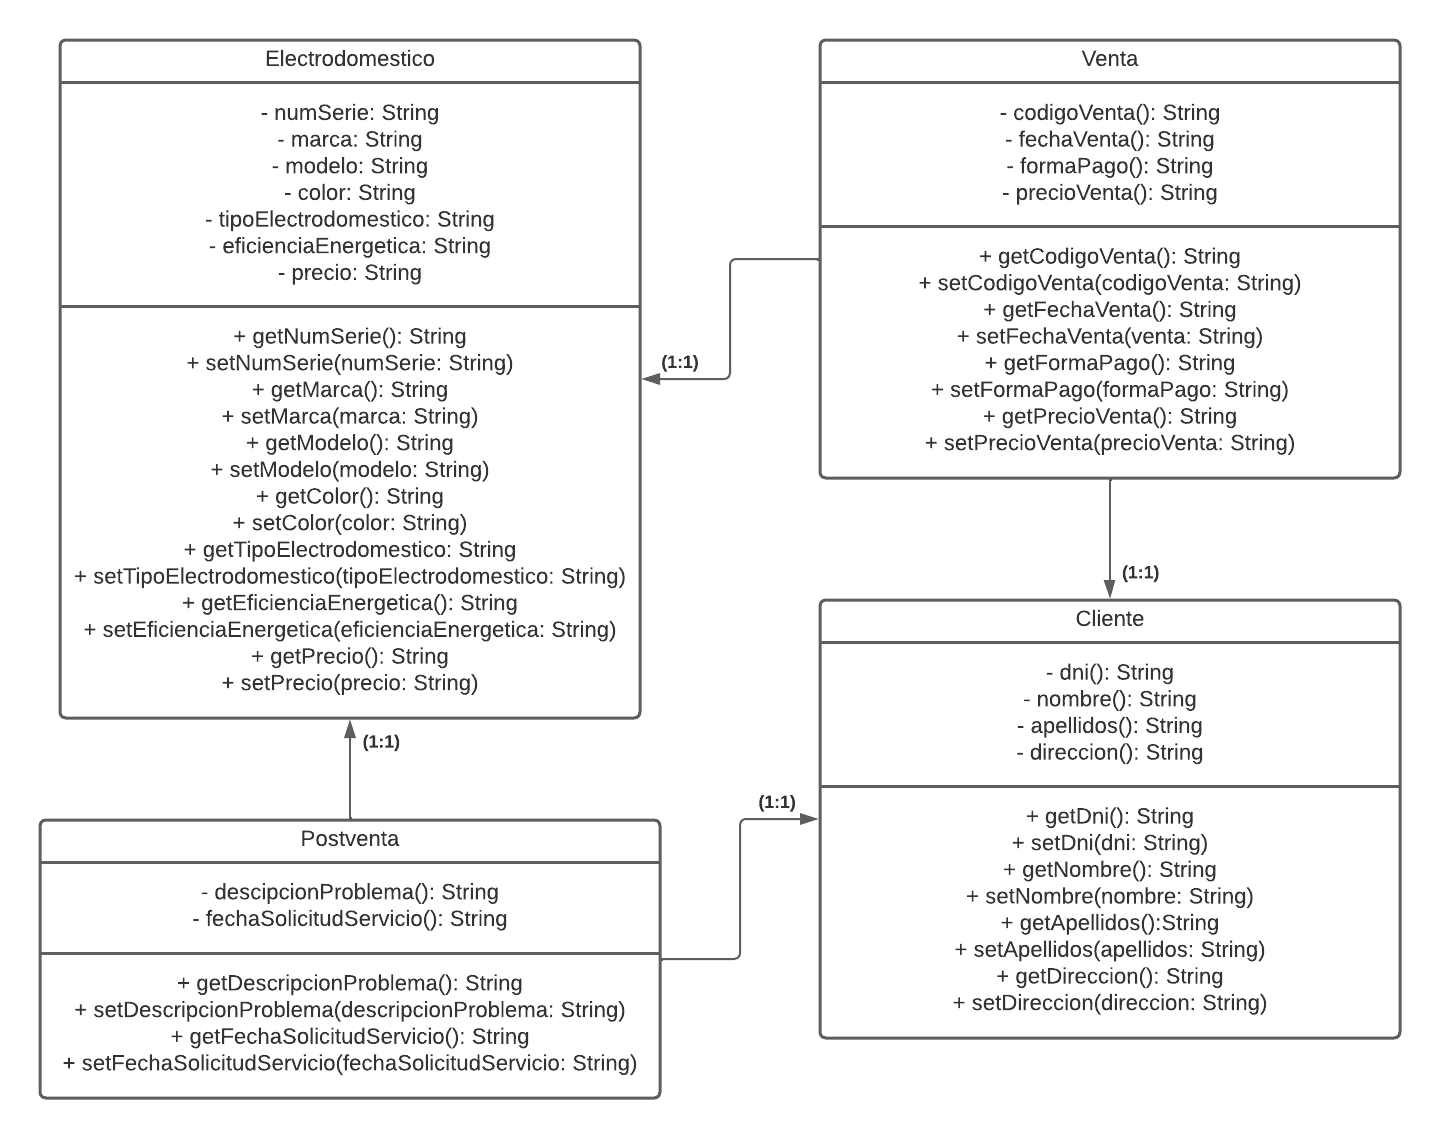 Electrodomestico
- numSerie: String
- marca: String
- modelo: String
- color: String
- tipoElectrodomestico: String
- eficienciaEnergetica: String
- precio: String
+ getNumSerie(): String
+ setNumSerie(numSerie: String)
+ getMarca(): String
+ setMarca(marca: String)
+ getModelo(): String
+ setModelo(modelo: String)
+ getColor(): String
+ setColor(color: String)
+ getTipoElectrodomestico: String
+ setTipoElectrodomestico(tipoElectrodomestico: String)
+ getEficienciaEnergetica(): String
+ setEficienciaEnergetica(eficienciaEnergetica: String)
+ getPrecio(): String
+ setPrecio(precio: String)
(1:1)
Venta
- codigoVenta(): String
- fechaVenta(): String
- formaPago(): String
- precioVenta(): String
+ getCodigoVenta(): String
+ setCodigoVenta(codigoVenta: String)
+ getFechaVenta(): String
+ setFechaVenta(venta: String)
+ getFormaPago(): String
+ setFormaPago(formaPago: String)
+ getPrecioVenta(): String
+ setPrecioVenta(precioVenta: String)
(1:1)
(1:1)
Postventa
- descipcionProblema(): String
- fechaSolicitudServicio(): String
+ getDescripcionProblema(): String
+ setDescripcionProblema(descripcionProblema: String)
+ getFechaSolicitudServicio(): String
+ setFechaSolicitudServicio(fechaSolicitudServicio: String)
(1:1)
Cliente
- dni(): String
- nombre(): String
- apellidos(): String
- direccion(): String
+ getDni(): String
+ setDni(dni: String)
+ getNombre(): String
+ setNombre(nombre: String)
+ getApellidos():String
+ setApellidos(apellidos: String)
+ getDireccion(): String
+ setDireccion(direccion: String)